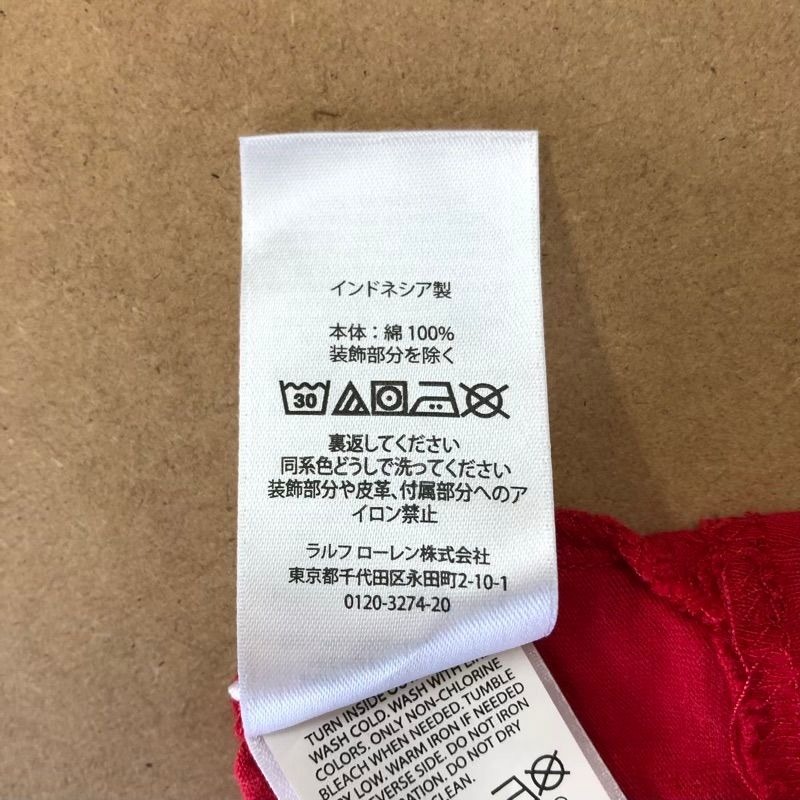 インドネシア製
本体：綿 100%
装飾部分を除く
30
裏返してください
同系色どうしで洗ってください
装飾部分や皮革、付属部分へのア
イロン禁止
ラルフ ローレン株式会社
東京都千代田区永田町2-10-1
0120-3274-20
TURN INSIDE OUT
WASH COLD. WASH WITH
COLORS. ONLY NON-CHLORINE
BLEACH WHEN NEEDED. TUMBLE
DRY LOW. WARM IRON IF NEEDED
REVERSE SIDE. DO NOT IRON
DO NOT DRY
CLEAN.